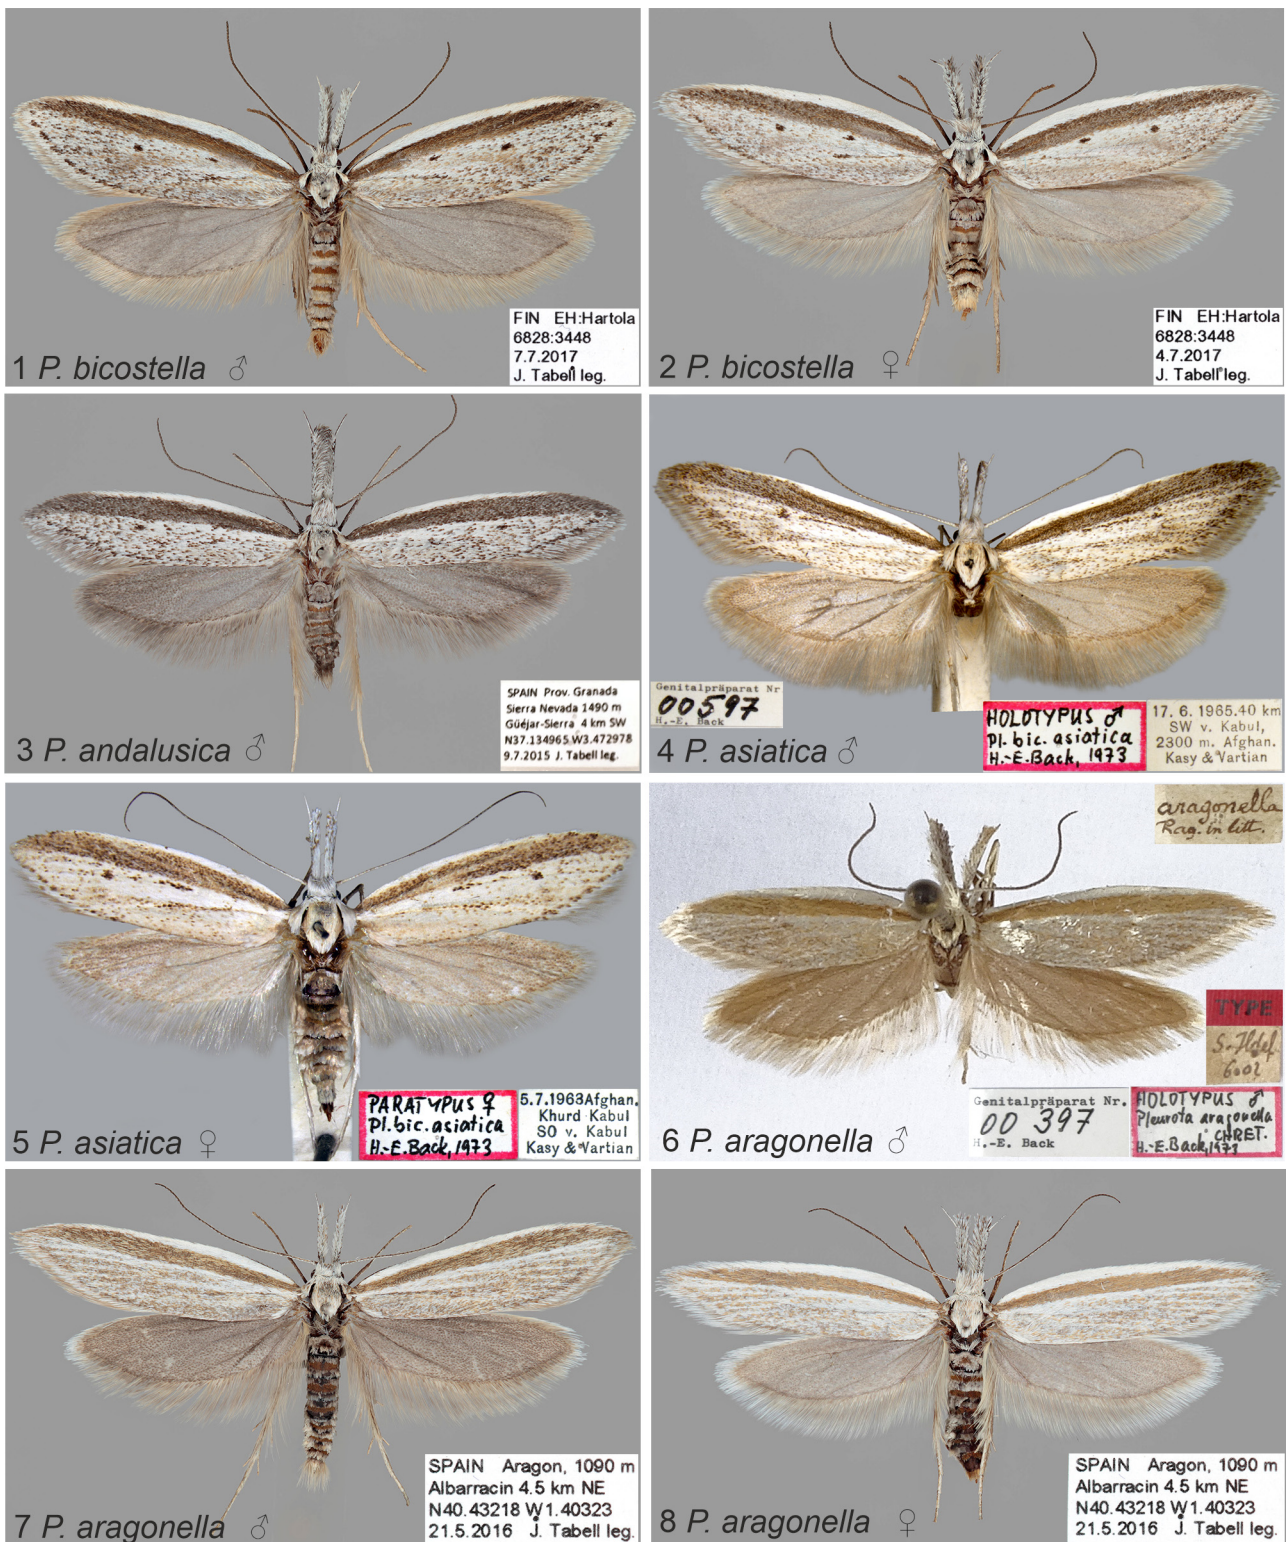 FIN EH:Hartola
6828:3448
7.7.2017
J. Tabell leg.
1 P. bicostella ♂
FIN EH:Hartola
6828:3448
4.7.2017
J. Tabell leg.
2 P. bicostella ♀
SPAIN Prov. Granada
Sierra Nevada 1490 m
Güéjar-Sierra 4 km SW
N37.134965 W3.472978
9.7.2015 J. Tabell leg.
3 P. andalusica ♂
Genitalpräparat Nr
00597
H.-E. Back
4 P. asiatica ♂
HOLOTYPUS ♂
Pl. bic. asiatica
H.-E. Back, 1973
17. 6. 1965.40 km
SW v. Kabul,
2300 m. Afghan.
Kasy & Vartian
5 P. asiatica ♀
PARATYPUS ♀
Pl. bic. asiatica
H.-E. Back, 1973
5.7.1963 Afghan.
Khurd Kabul
SO v. Kabul
Kasy & Vartian
aragonella
Rag. in litt.
TYPE
S. Ildef.
6.02
6 P. aragonella ♂
Genitalpräparat Nr.
00 397
H.-E. Back
HOLOTYPUS ♂
Pleurota aragonella
CHRET.
H.-E. Back, 1973
7 P. aragonella ♂
SPAIN Aragon, 1090 m
Albarracin 4.5 km NE
N40.43218 W1.40323
21.5.2016 J. Tabell leg.
8 P. aragonella ♀
SPAIN Aragon, 1090 m
Albarracin 4.5 km NE
N40.43218 W1.40323
21.5.2016 J. Tabell leg.